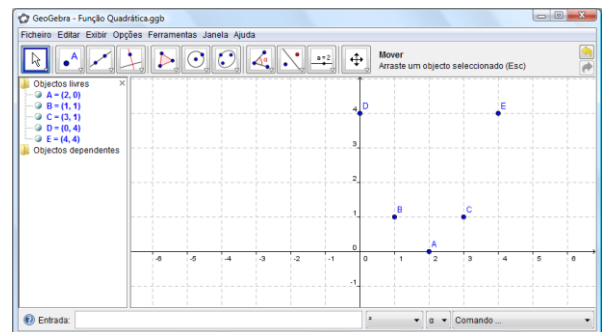 GeoGebra - Função Quadrática.ggb
Ficheiro Editar Exibir Opções Ferramentas Janela Ajuda
A
α
a=2
Mover
Arraste um objecto seleccionado (Esc)
Objectos livres
A = (2, 0)
B = (1, 1)
C = (3, 1)
D = (0, 4)
E = (4, 4)
Objectos dependentes
4
D
E
3
2
1
B
C
0
A
-6 -5 -4 -3 -2 -1 0 1 2 3 4 5 6
-1
Entrada:
²
α
Comando ...